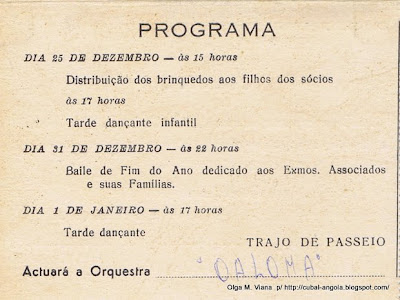 PROGRAMA
DIA 25 DE DEZEMBRO — às 15 horas
Distribuição dos brinquedos aos filhos dos sócios
às 17 horas
Tarde dançante infantil
DIA 31 DE DEZEMBRO — às 22 horas
Baile de Fim do Ano dedicado aos Exmos. Associados
e suas Famílias.
DIA 1 DE JANEIRO — às 17 horas
Tarde dançante
TRAJO DE PASSEIO
Actuará a Orquestra "OALOMA"
Olga M. Viana p/ http://cubal-angola.blogspot.com/